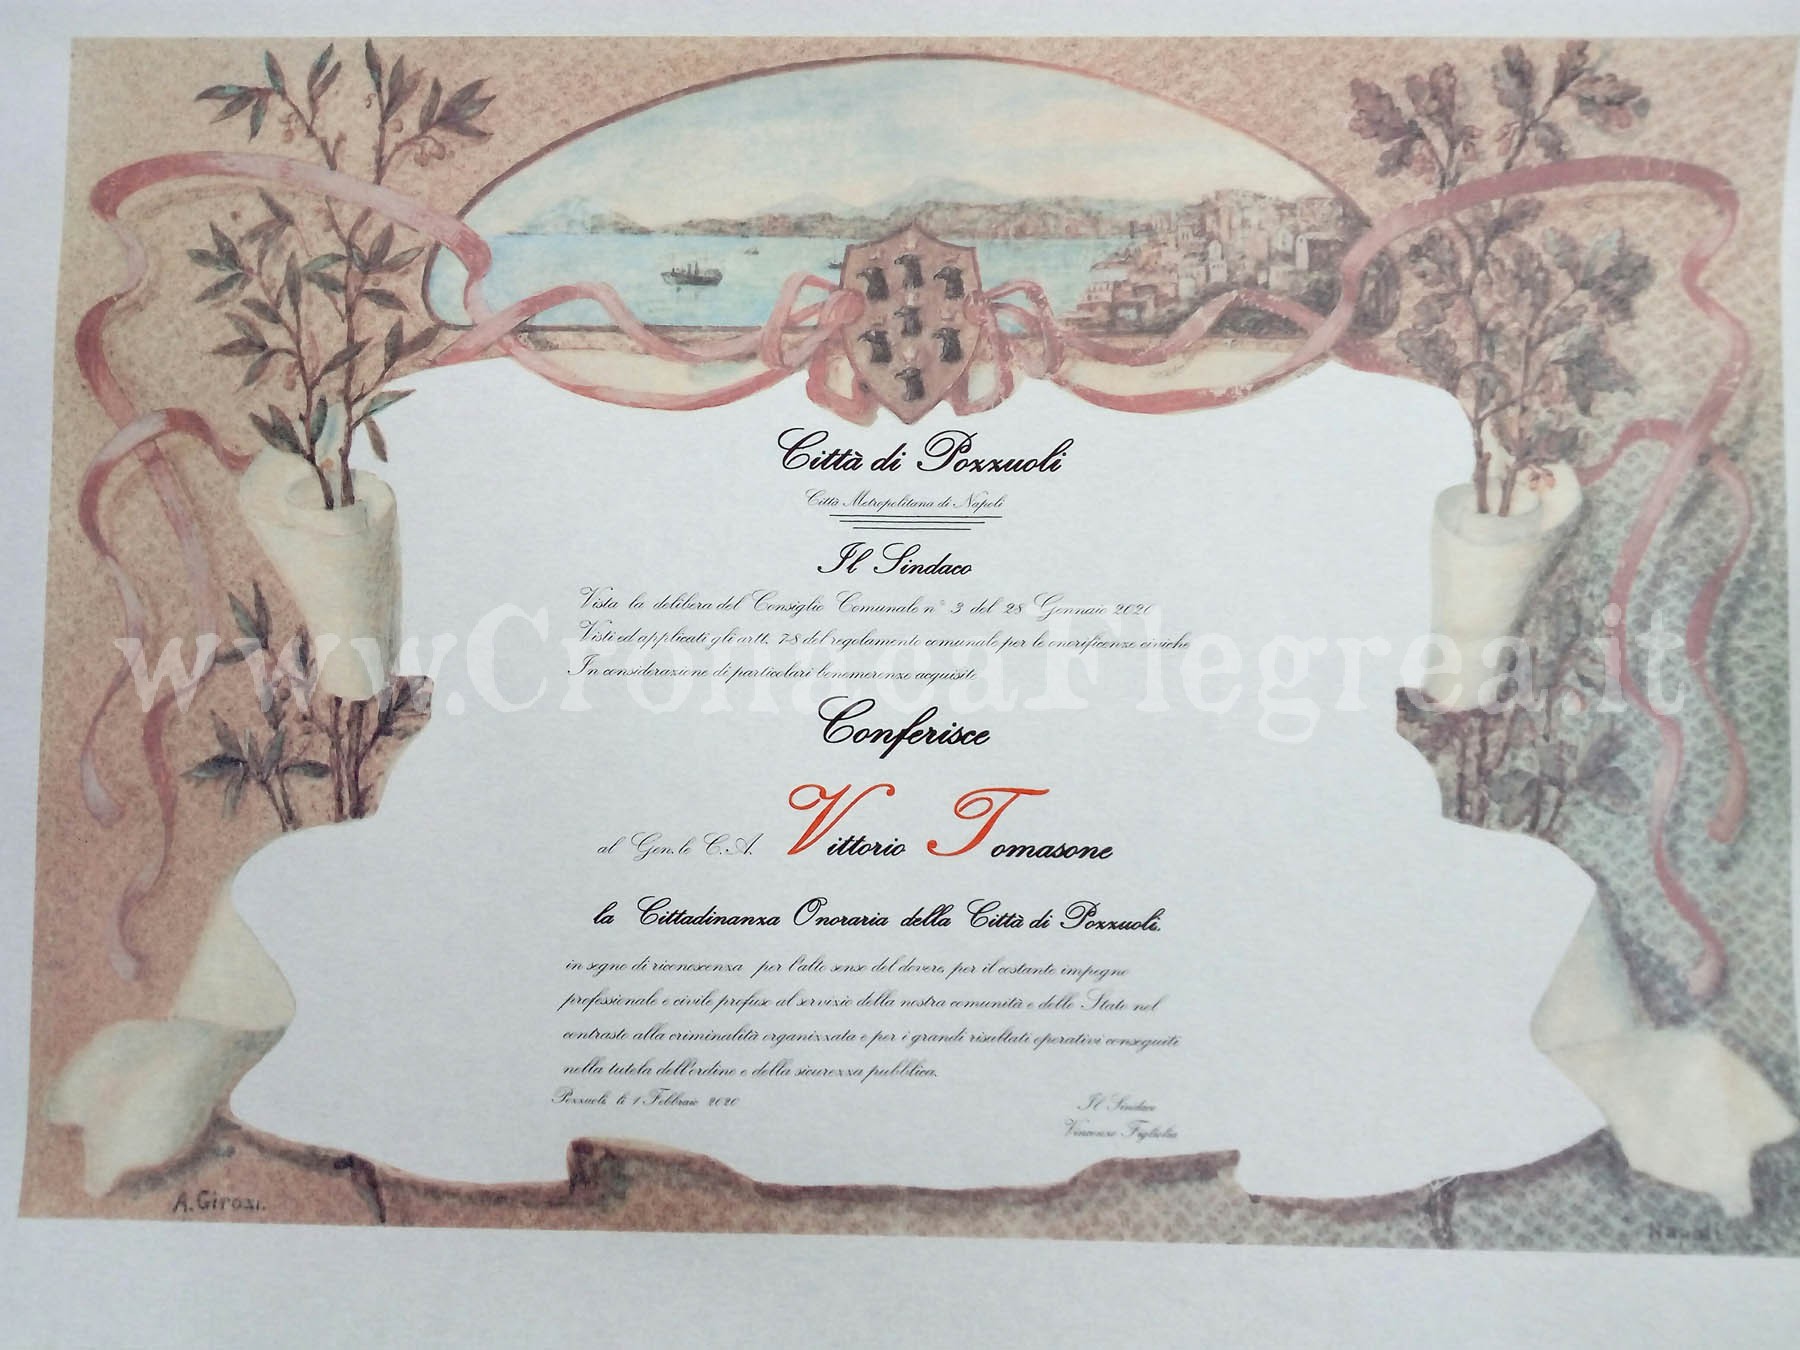 Città di Pozzuoli
Città Metropolitana di Napoli
Il Sindaco
Vista la delibera del Consiglio Comunale n° 3 del 28 Gennaio 2020
Visti ed applicati gli artt. 7-8 del regolamento comunale per le onorificenze civiche
In considerazione di particolari benemerenze acquisite
www.CronacaFlegrea.it
Conferisce
al Gen.le C.A. Vittorio Tomasone
la Cittadinanza Onoraria della Città di Pozzuoli.
in segno di riconoscenza per l'alto senso del dovere, per il costante impegno
professionale e civile profuso al servizio della nostra comunità e dello Stato nel
contrasto alla criminalità organizzata e per i grandi risultati operativi conseguiti
nella tutela dell'ordine e della sicurezza pubblica.
Pozzuoli, li 1 Febbraio 2020
Il Sindaco
Vincenzo Figliolia
A. Girosi.
Napoli